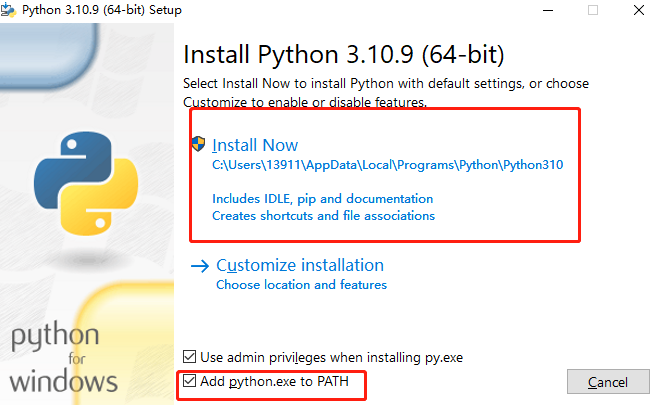 Python 3.10.9 (64-bit) Setup
Install Python 3.10.9 (64-bit)
Select Install Now to install Python with default settings, or choose
Customize to enable or disable features.
Install Now
C:\Users\13911\AppData\Local\Programs\Python\Python310
Includes IDLE, pip and documentation
Creates shortcuts and file associations
Customize installation
Choose location and features
python
for
windows
Use admin privileges when installing py.exe
Add python.exe to PATH
Cancel